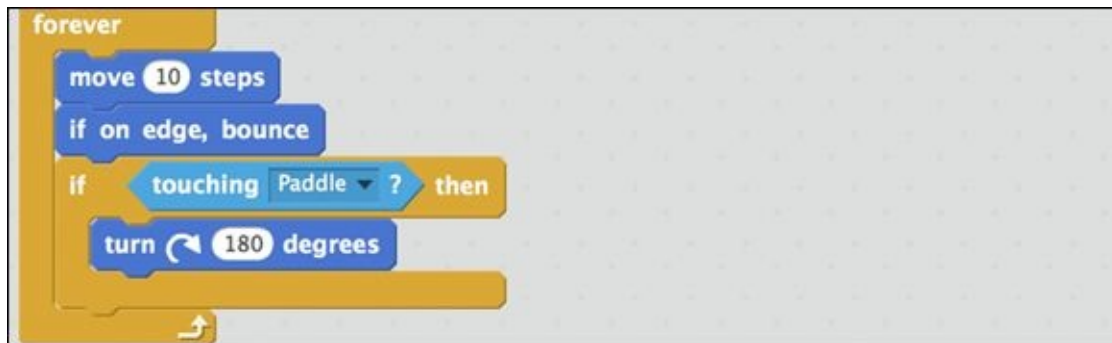 forever
move 10 steps
if on edge, bounce
if touching Paddle ? then
turn 180 degrees